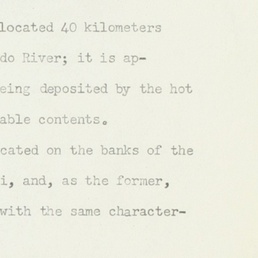 located 40 kilometers
do River; it is ap-
eing deposited by the hot
able contents.
cated on the banks of the
i, and, as the former,
with the same character-